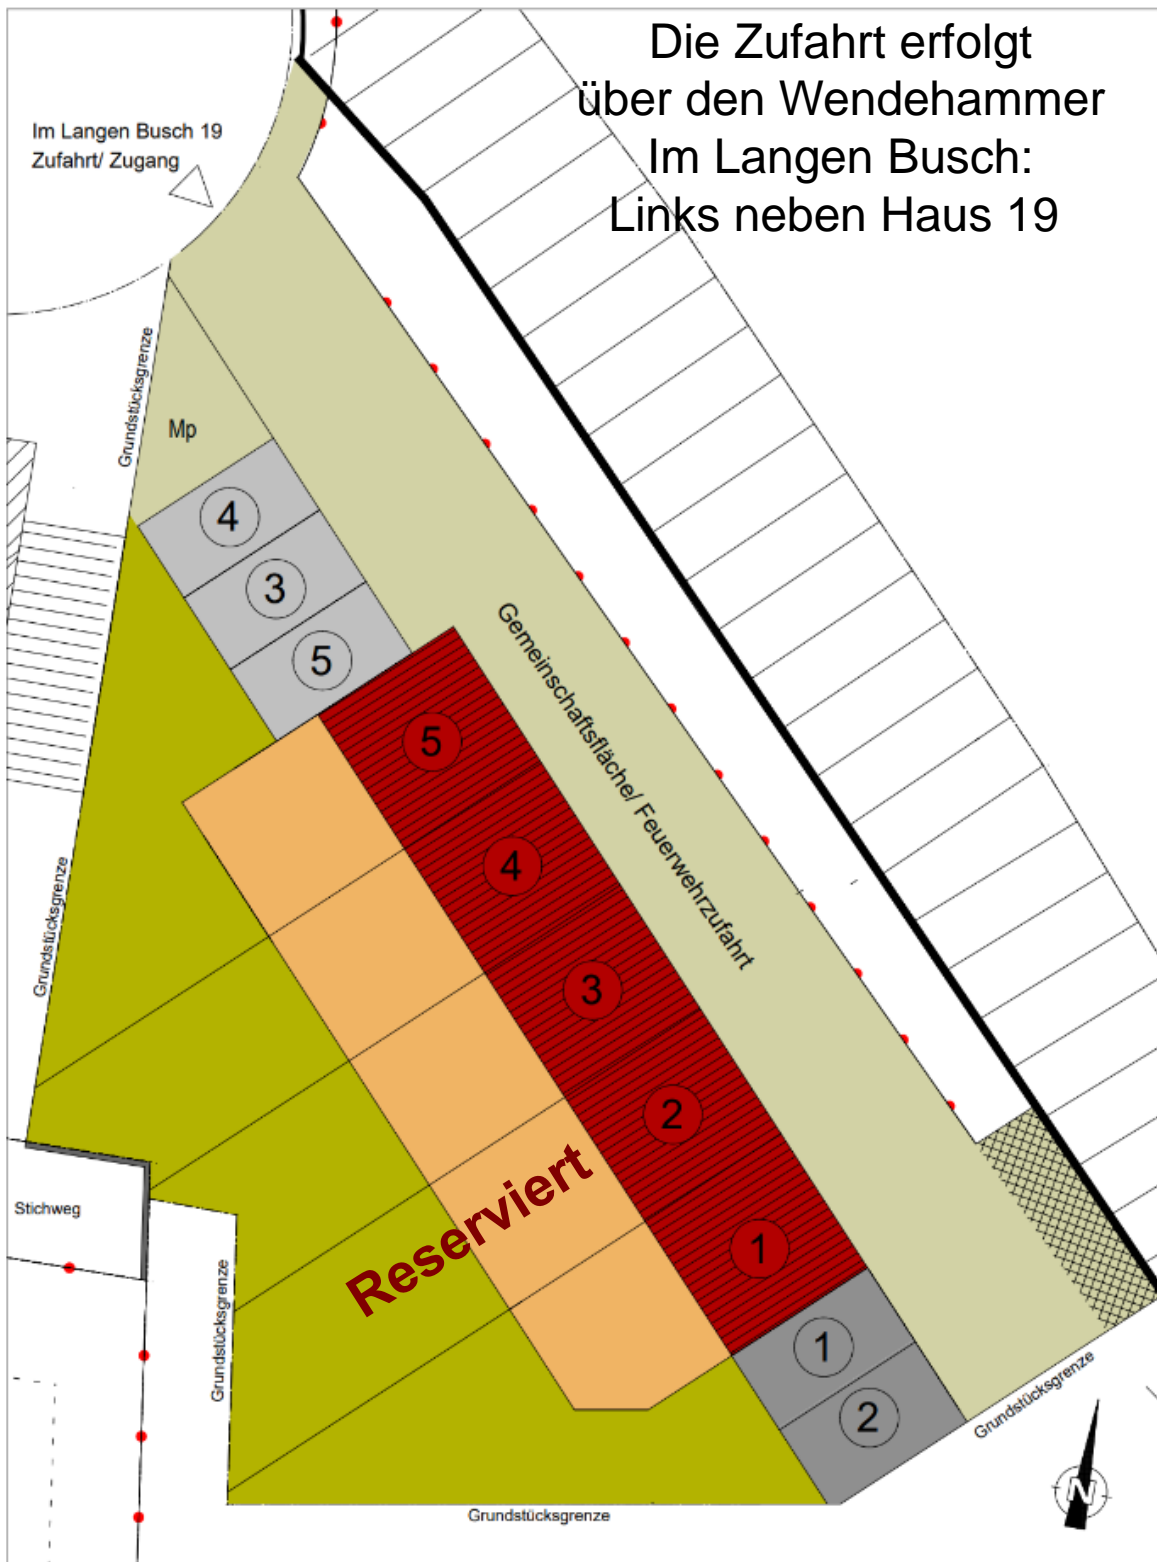 Die Zufahrt erfolgt
über den Wendehammer
Im Langen Busch:
Links neben Haus 19
Im Langen Busch 19
Zufahrt/ Zugang
Grundstücksgrenze
Mp
4
3
5
Gemeinschaftsfläche/ Feuerwehrzufahrt
5
4
3
2
1
Grundstücksgrenze
Reserviert
Stichweg
Grundstücksgrenze
1
2
Grundstücksgrenze
Grundstücksgrenze
N